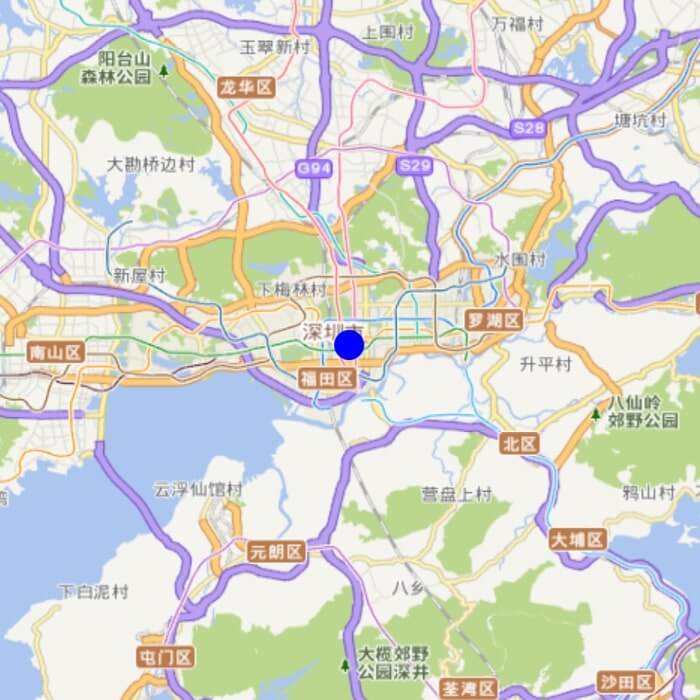 上围村
万福村
玉翠新村
阳台山
森林公园
龙华区
塘坑村
S28
大勘桥边村
G94
S29
水围村
新屋村
下梅林村
罗湖区
深圳市
南山区
升平村
福田区
八仙岭
郊野公园
北区
云浮仙馆村
营盘上村
鸦山村
湾
大埔区
元朗区
下白泥村
八乡
大榄郊野
公园深井
屯门区
荃湾区
沙田区